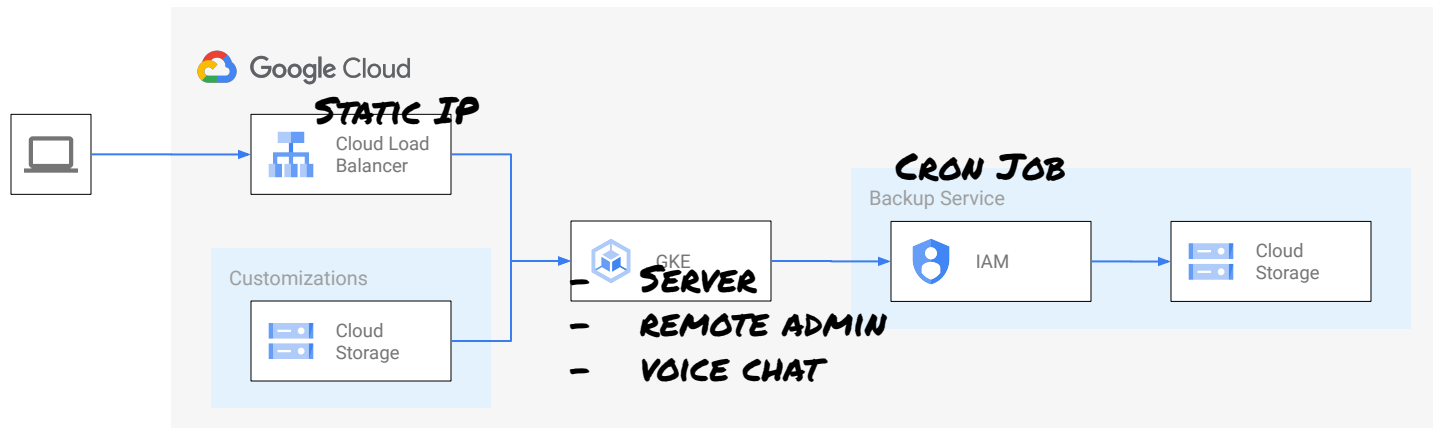 Google Cloud
Static IP
Cloud Load
Balancer
Customizations
Cloud
Storage
GKE
- Server
- remote admin
- voice chat
Cron Job
Backup Service
IAM
Cloud
Storage